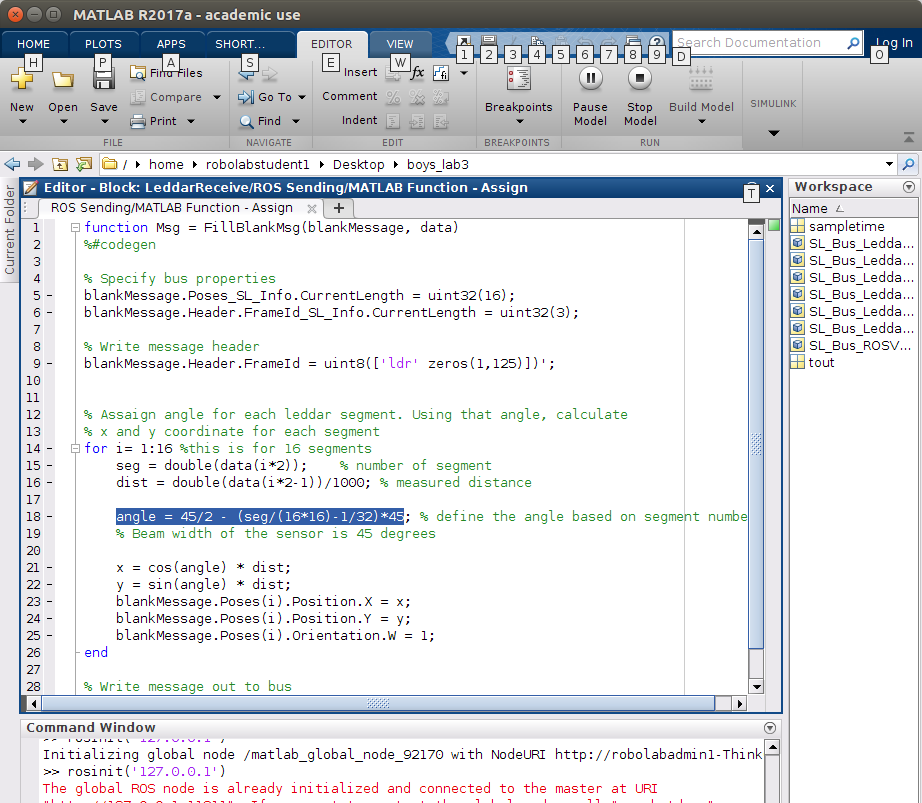 MATLAB R2017a - academic use
HOME PLOTS APPS SHORT... EDITOR VIEW
H P A S E W
1 2 3 4 5 6 7 8 9 D O
Search Documentation
Log In
New Open Save
Find Files
Compare
Print
FILE
Go To
Find
NAVIGATE
Insert fx
Comment
Indent
EDIT
Breakpoints
BREAKPOINTS
Pause Model
Stop Model
Build Model
RUN
SIMULINK
/ home robolabstudent1 Desktop boys_lab3
Current Folder
Editor - Block: LeddarReceive/ROS Sending/MATLAB Function - Assign
T
ROS Sending/MATLAB Function - Assign
1 function Msg = FillBlankMsg(blankMessage, data)
2 %#codegen
3
4 % Specify bus properties
5 - blankMessage.Poses_SL_Info.CurrentLength = uint32(16);
6 - blankMessage.Header.FrameId_SL_Info.CurrentLength = uint32(3);
7
8 % Write message header
9 - blankMessage.Header.FrameId = uint8(['ldr' zeros(1,125)])';
10
11
12 % Assaign angle for each leddar segment. Using that angle, calculate
13 % x and y coordinate for each segment
14 - for i= 1:16 %this is for 16 segments
15 - seg = double(data(i*2)); % number of segment
16 - dist = double(data(i*2-1))/1000; % measured distance
17
18 - angle = 45/2 - (seg/(16*16)-1/32)*45; % define the angle based on segment numbe
19 % Beam width of the sensor is 45 degrees
20
21 - x = cos(angle) * dist;
22 - y = sin(angle) * dist;
23 - blankMessage.Poses(i).Position.X = x;
24 - blankMessage.Poses(i).Position.Y = y;
25 - blankMessage.Poses(i).Orientation.W = 1;
26 end
27
28 % Write message out to bus
Workspace
Name
sampletime
SL_Bus_Ledda...
SL_Bus_Ledda...
SL_Bus_Ledda...
SL_Bus_Ledda...
SL_Bus_Ledda...
SL_Bus_Ledda...
SL_Bus_ROSV...
tout
Command Window
>> rosinit('127.0.0.1')
Initializing global node /matlab_global_node_92170 with NodeURI http://robolabadmin1-Think
>> rosinit('127.0.0.1')
The global ROS node is already initialized and connected to the master at URI